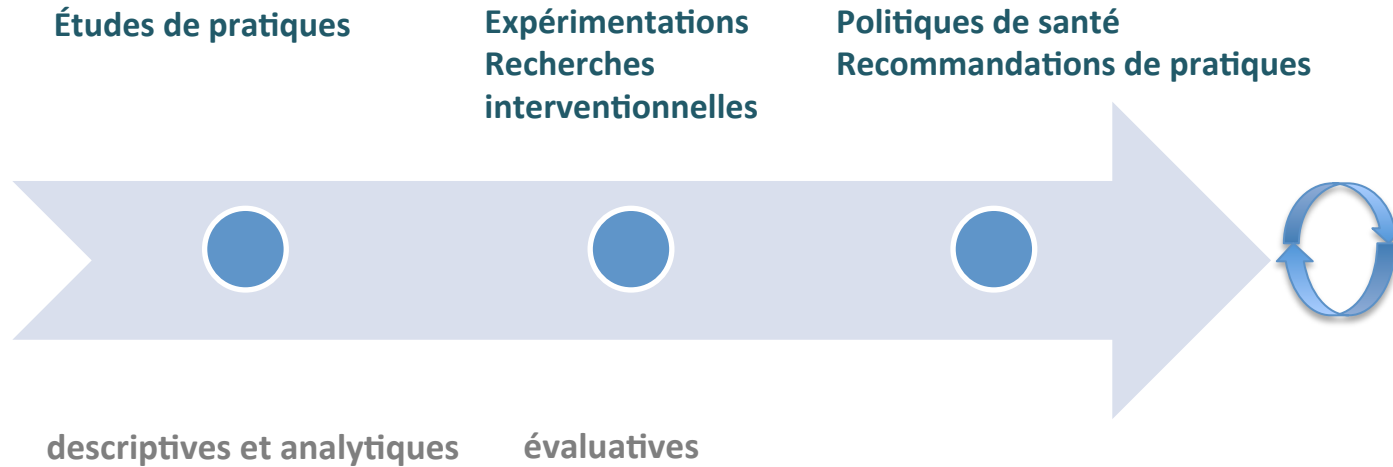 Études de pratiques
Expérimentations
Recherches
interventionnelles
Politiques de santé
Recommandations de pratiques
descriptives et analytiques
évaluatives